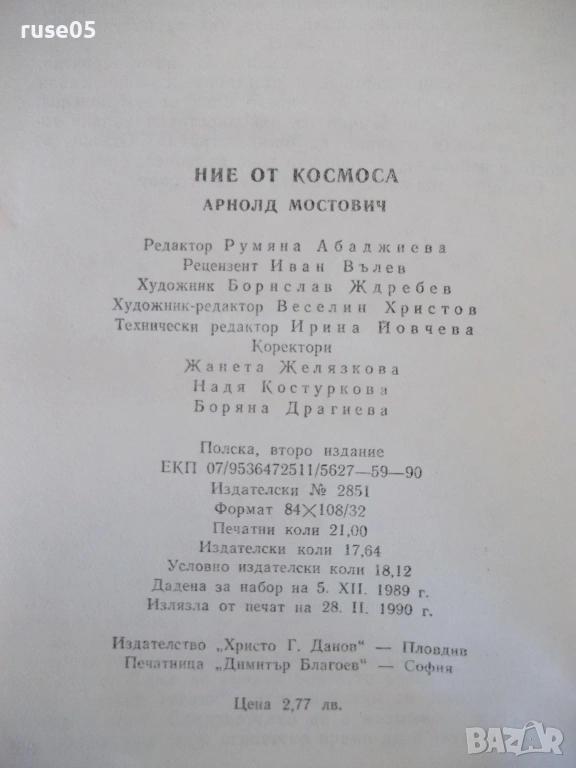 ruse05
НИЕ ОТ КОСМОСА
АРНОЛД МОСТОВИЧ
Редактор Румяна Абаджиева
Рецензент Иван Вълев
Художник Борислав Ждребев
Художник-редактор Веселин Христов
Технически редактор Ирина Йовчева
Коректори
Жанета Желязкова
Надя Костуркова
Боряна Драгиева
Полска, второ издание
ЕКП 07/9536472511/5627—59—90
Издателски № 2851
Формат 84×108/32
Печатни коли 21,00
Издателски коли 17,64
Условно издателски коли 18,12
Дадена за набор на 5. XII. 1989 г.
Излязла от печат на 28. II. 1990 г.
Издателство „Христо Г. Данов“ — Пловдив
Печатница „Димитър Благоев“ — София
Цена 2,77 лв.
BAZAR